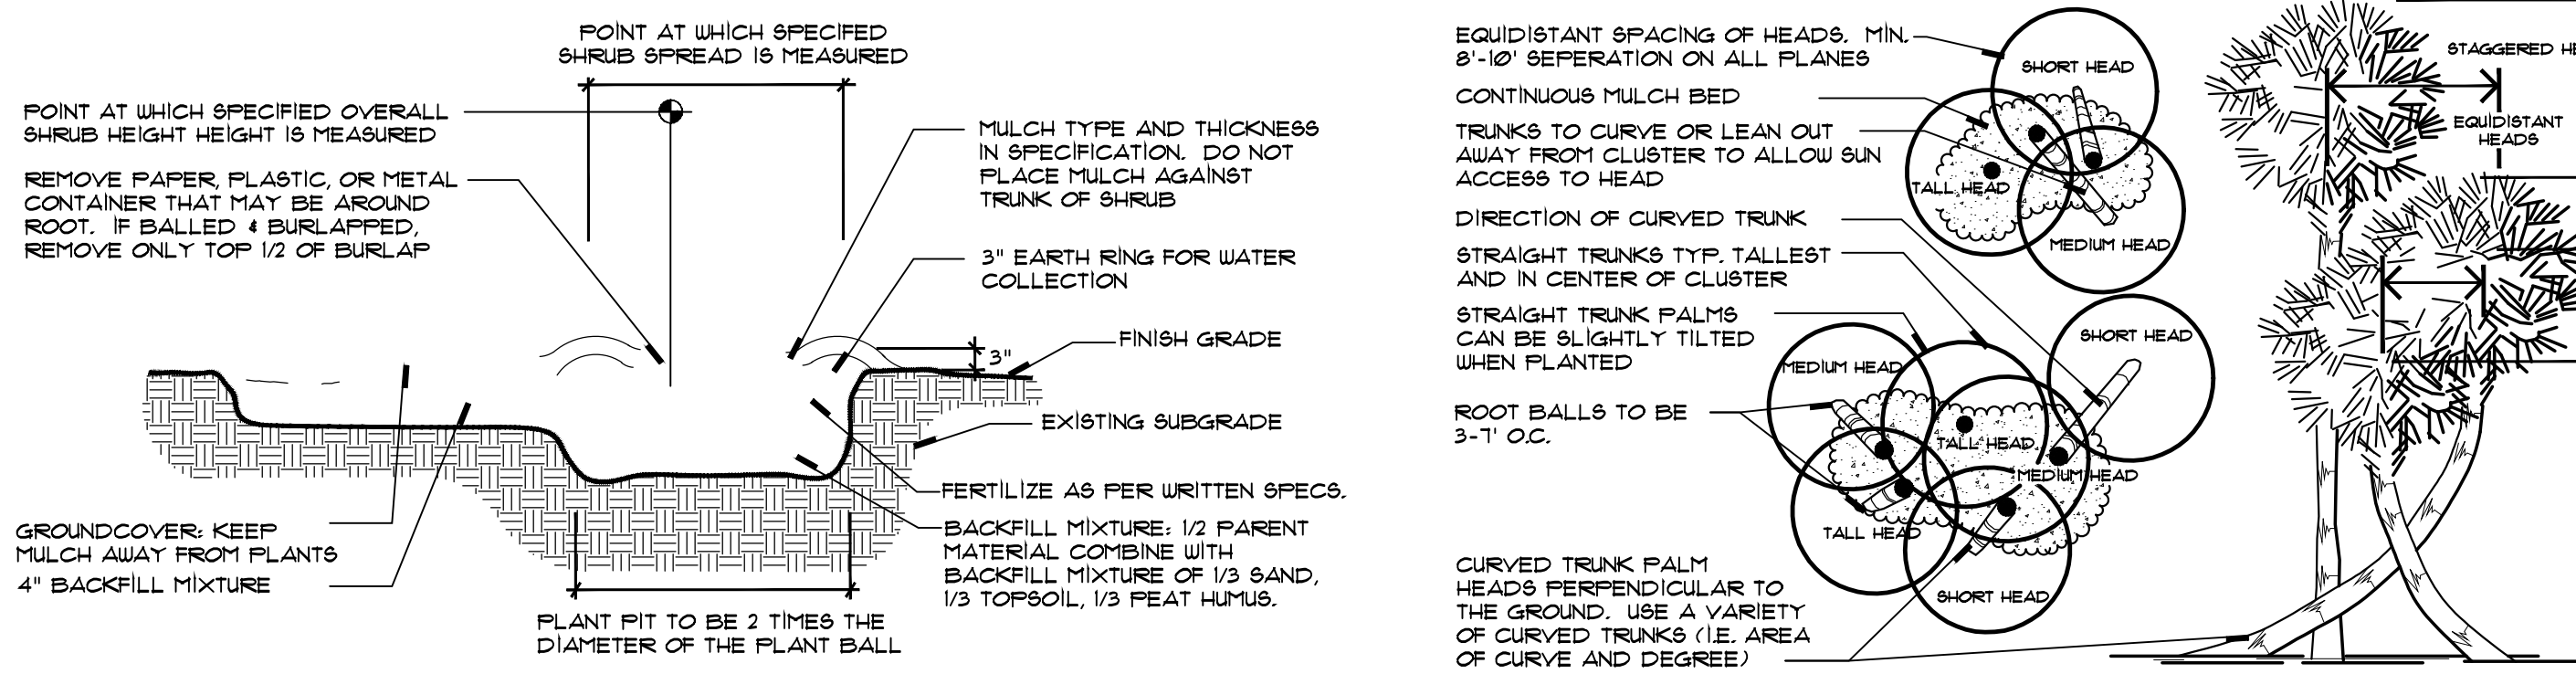 POINT AT WHICH SPECIFED
SHRUB SPREAD IS MEASURED
POINT AT WHICH SPECIFIED OVERALL
SHRUB HEIGHT HEIGHT IS MEASURED
REMOVE PAPER, PLASTIC, OR METAL
CONTAINER THAT MAY BE AROUND
ROOT. IF BALLED & BURLAPPED,
REMOVE ONLY TOP 1/2 OF BURLAP
MULCH TYPE AND THICKNESS
IN SPECIFICATION. DO NOT
PLACE MULCH AGAINST
TRUNK OF SHRUB
3" EARTH RING FOR WATER
COLLECTION
FINISH GRADE
3"
EXISTING SUBGRADE
FERTILIZE AS PER WRITTEN SPECS.
BACKFILL MIXTURE: 1/2 PARENT
MATERIAL COMBINE WITH
BACKFILL MIXTURE OF 1/3 SAND,
1/3 TOPSOIL, 1/3 PEAT HUMUS.
GROUNDCOVER: KEEP
MULCH AWAY FROM PLANTS
4" BACKFILL MIXTURE
PLANT PIT TO BE 2 TIMES THE
DIAMETER OF THE PLANT BALL
EQUIDISTANT SPACING OF HEADS. MIN.
8'-10' SEPERATION ON ALL PLANES
CONTINUOUS MULCH BED
TRUNKS TO CURVE OR LEAN OUT
AWAY FROM CLUSTER TO ALLOW SUN
ACCESS TO HEAD
DIRECTION OF CURVED TRUNK
STRAIGHT TRUNKS TYP. TALLEST
AND IN CENTER OF CLUSTER
STRAIGHT TRUNK PALMS
CAN BE SLIGHTLY TILTED
WHEN PLANTED
ROOT BALLS TO BE
3-7' O.C.
CURVED TRUNK PALM
HEADS PERPENDICULAR TO
THE GROUND. USE A VARIETY
OF CURVED TRUNKS (I.E. AREA
OF CURVE AND DEGREE)
SHORT HEAD
TALL HEAD
MEDIUM HEAD
SHORT HEAD
MEDIUM HEAD
TALL HEAD
MEDIUM HEAD
TALL HEAD
SHORT HEAD
STAGGERED HE
EQUIDISTANT
HEADS